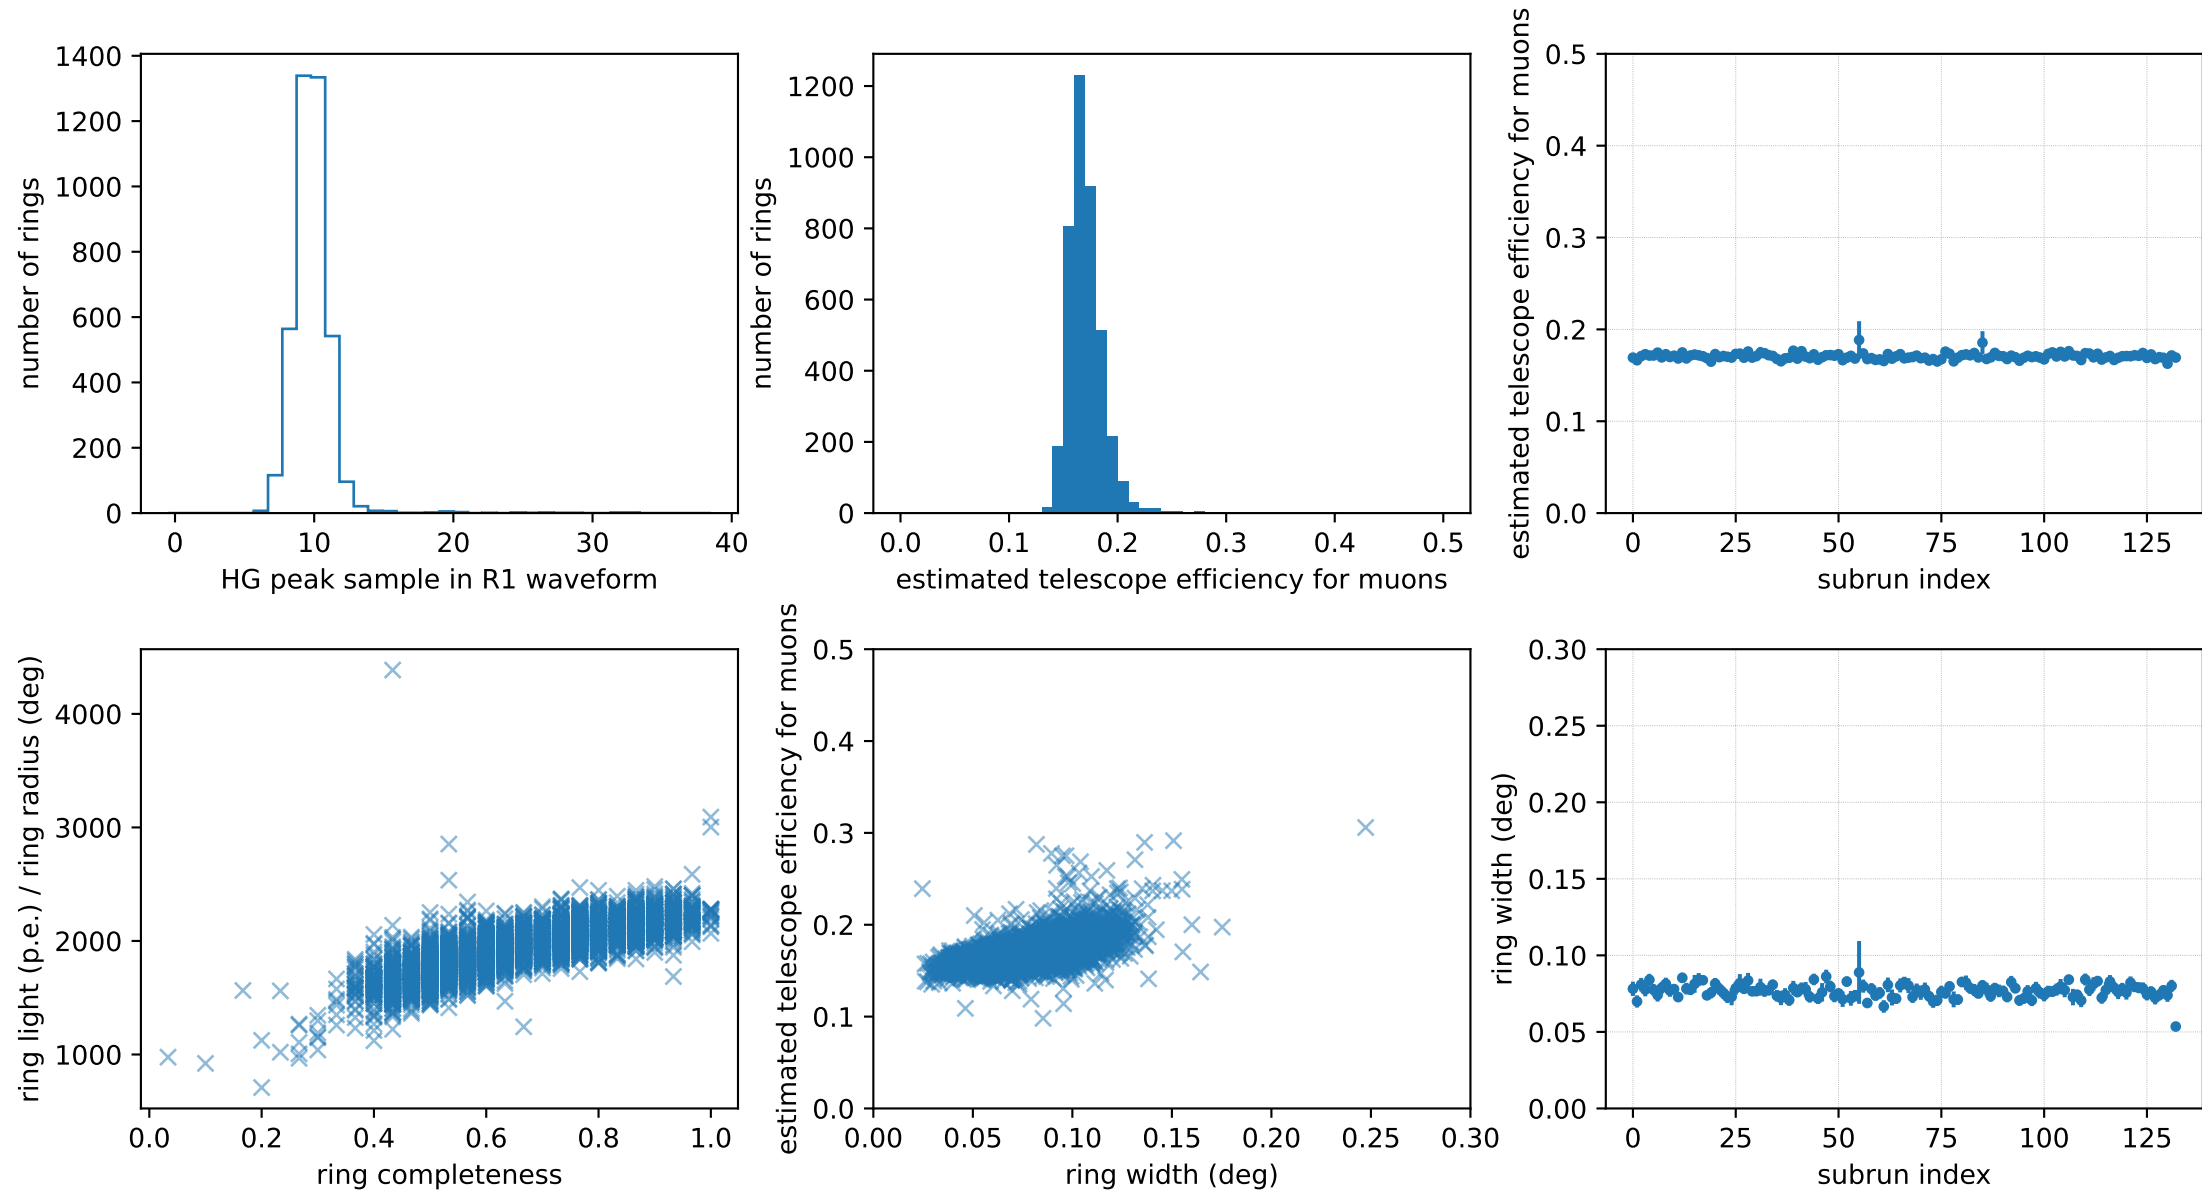 number of rings
1400
1200
1000
800
600
400
200
0
0 10 20 30 40
HG peak sample in R1 waveform
number of rings
1200
1000
800
600
400
200
0
0.0 0.1 0.2 0.3 0.4 0.5
estimated telescope efficiency for muons
estimated telescope efficiency for muons
0.5
0.4
0.3
0.2
0.1
0.0
0 25 50 75 100 125
subrun index
ring light (p.e.) / ring radius (deg)
4000
3000
2000
1000
0.0 0.2 0.4 0.6 0.8 1.0
ring completeness
estimated telescope efficiency for muons
0.5
0.4
0.3
0.2
0.1
0.0
0.00 0.05 0.10 0.15 0.20 0.25 0.30
ring width (deg)
ring width (deg)
0.30
0.25
0.20
0.15
0.10
0.05
0.00
0 25 50 75 100 125
subrun index